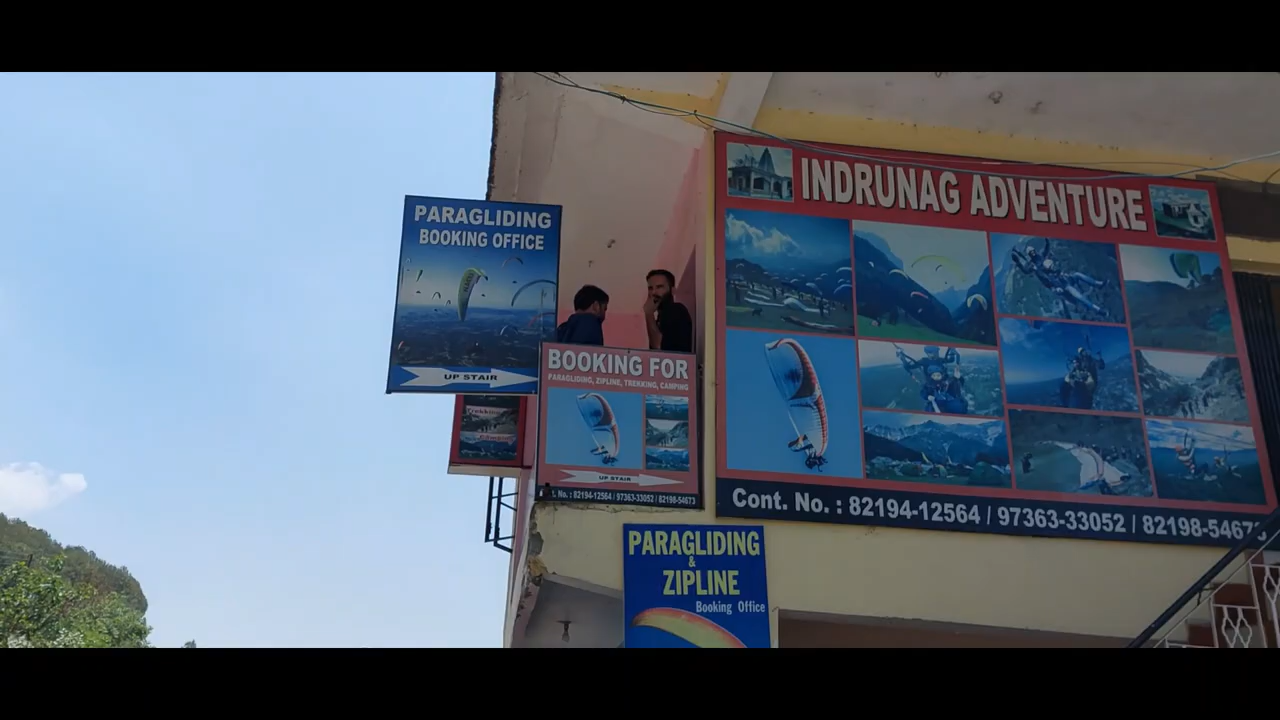 INDRUNAG ADVENTURE
Cont. No. : 82194-12564 / 97363-33052 / 82198-54673
PARAGLIDING
BOOKING OFFICE
UP STAIR
BOOKING FOR
PARAGLIDING, ZIPLINE, TREKKING, CAMPING
UP STAIR
t. No. : 82194-12564 / 97363-33052 / 82198-54673
Trekking
PARAGLIDING
&
ZIPLINE
Booking Office